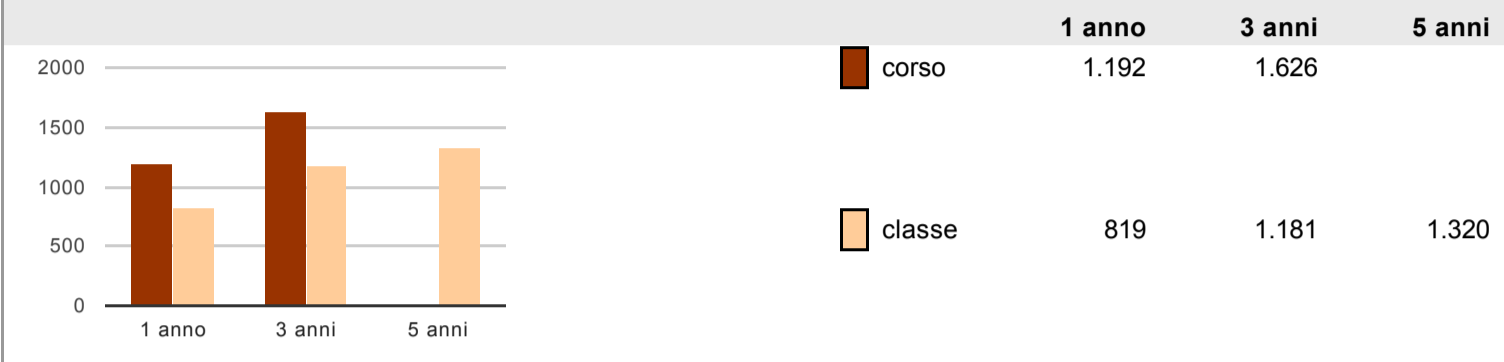 1 anno 3 anni 5 anni
2000
1500
1000
500
0
1 anno 3 anni 5 anni
corso 1.192 1.626
classe 819 1.181 1.320